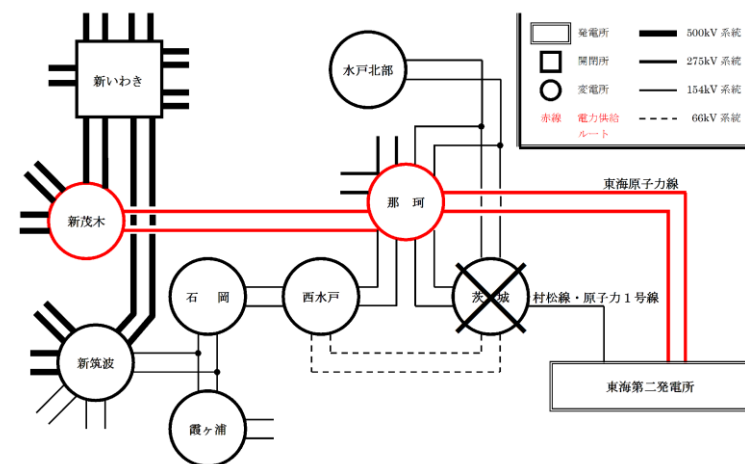 発電所
500kV 系統
開閉所
275kV 系統
変電所
154kV 系統
赤線 電力供給
ルート
66kV 系統
新いわき
水戸北部
東海原子力線
那 珂
新茂木
石 岡
西水戸
茨 城
村松線・原子力1号線
新筑波
東海第二発電所
霞ヶ浦